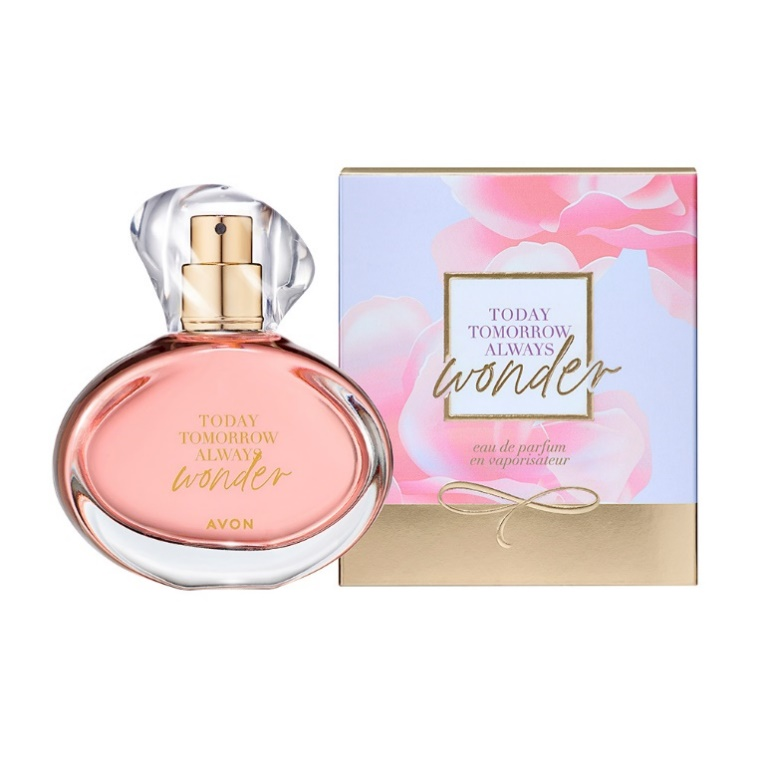 TODAY
TOMORROW
ALWAYS
wonder
AVON
TODAY
TOMORROW
ALWAYS
wonder
eau de parfum
en vaporisateur